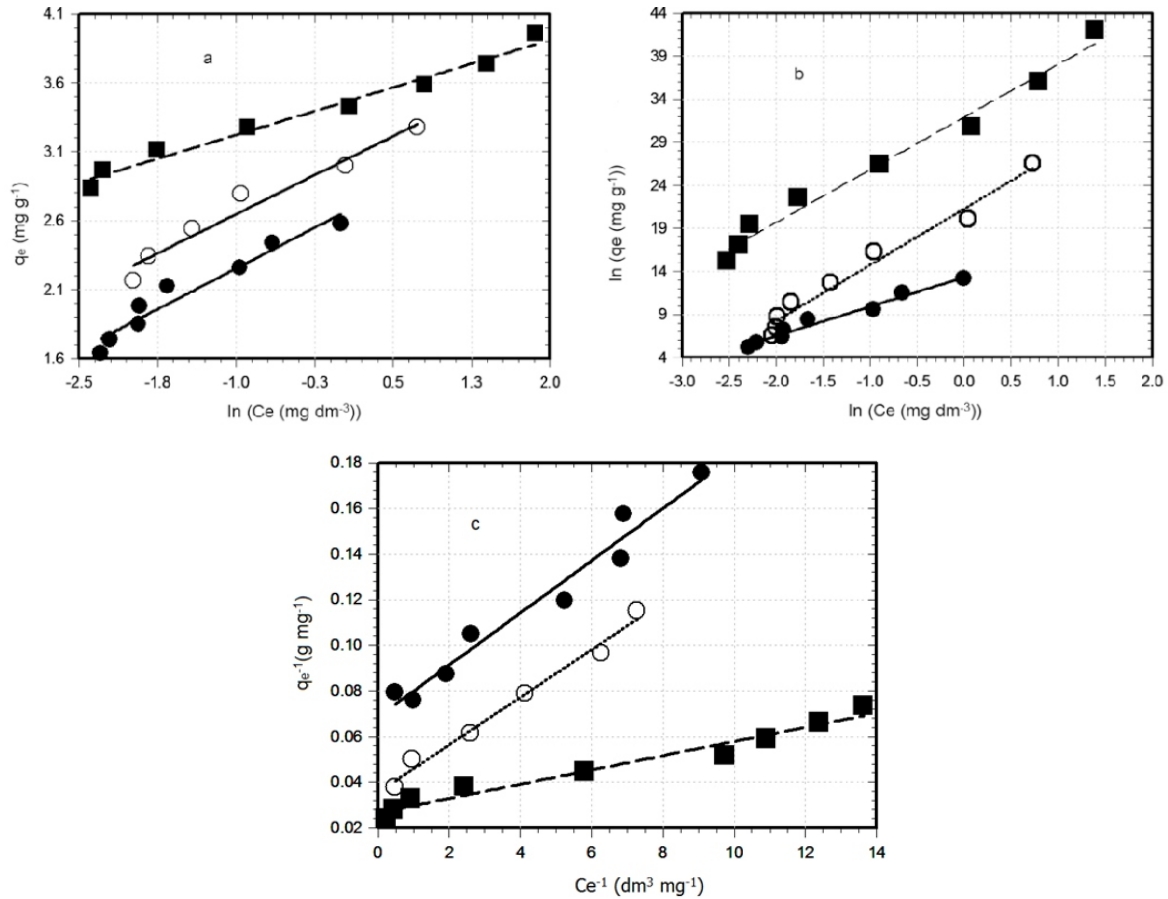 a
4.1
3.6
3.1
2.6
2.1
1.6
-2.5 -1.8 -1.0 -0.3 0.5 1.3 2.0
qe (mg g-1)
ln (Ce (mg dm-3))
b
44
39
34
29
24
19
14
9
4
-3.0 -2.5 -2.0 -1.5 -1.0 -0.5 0.0 0.5 1.0 1.5 2.0
ln (qe (mg g-1))
ln (Ce (mg dm-3))
c
0.18
0.16
0.14
0.12
0.10
0.08
0.06
0.04
0.02
0 2 4 6 8 10 12 14
qe-1(g mg-1)
Ce-1 (dm3 mg-1)